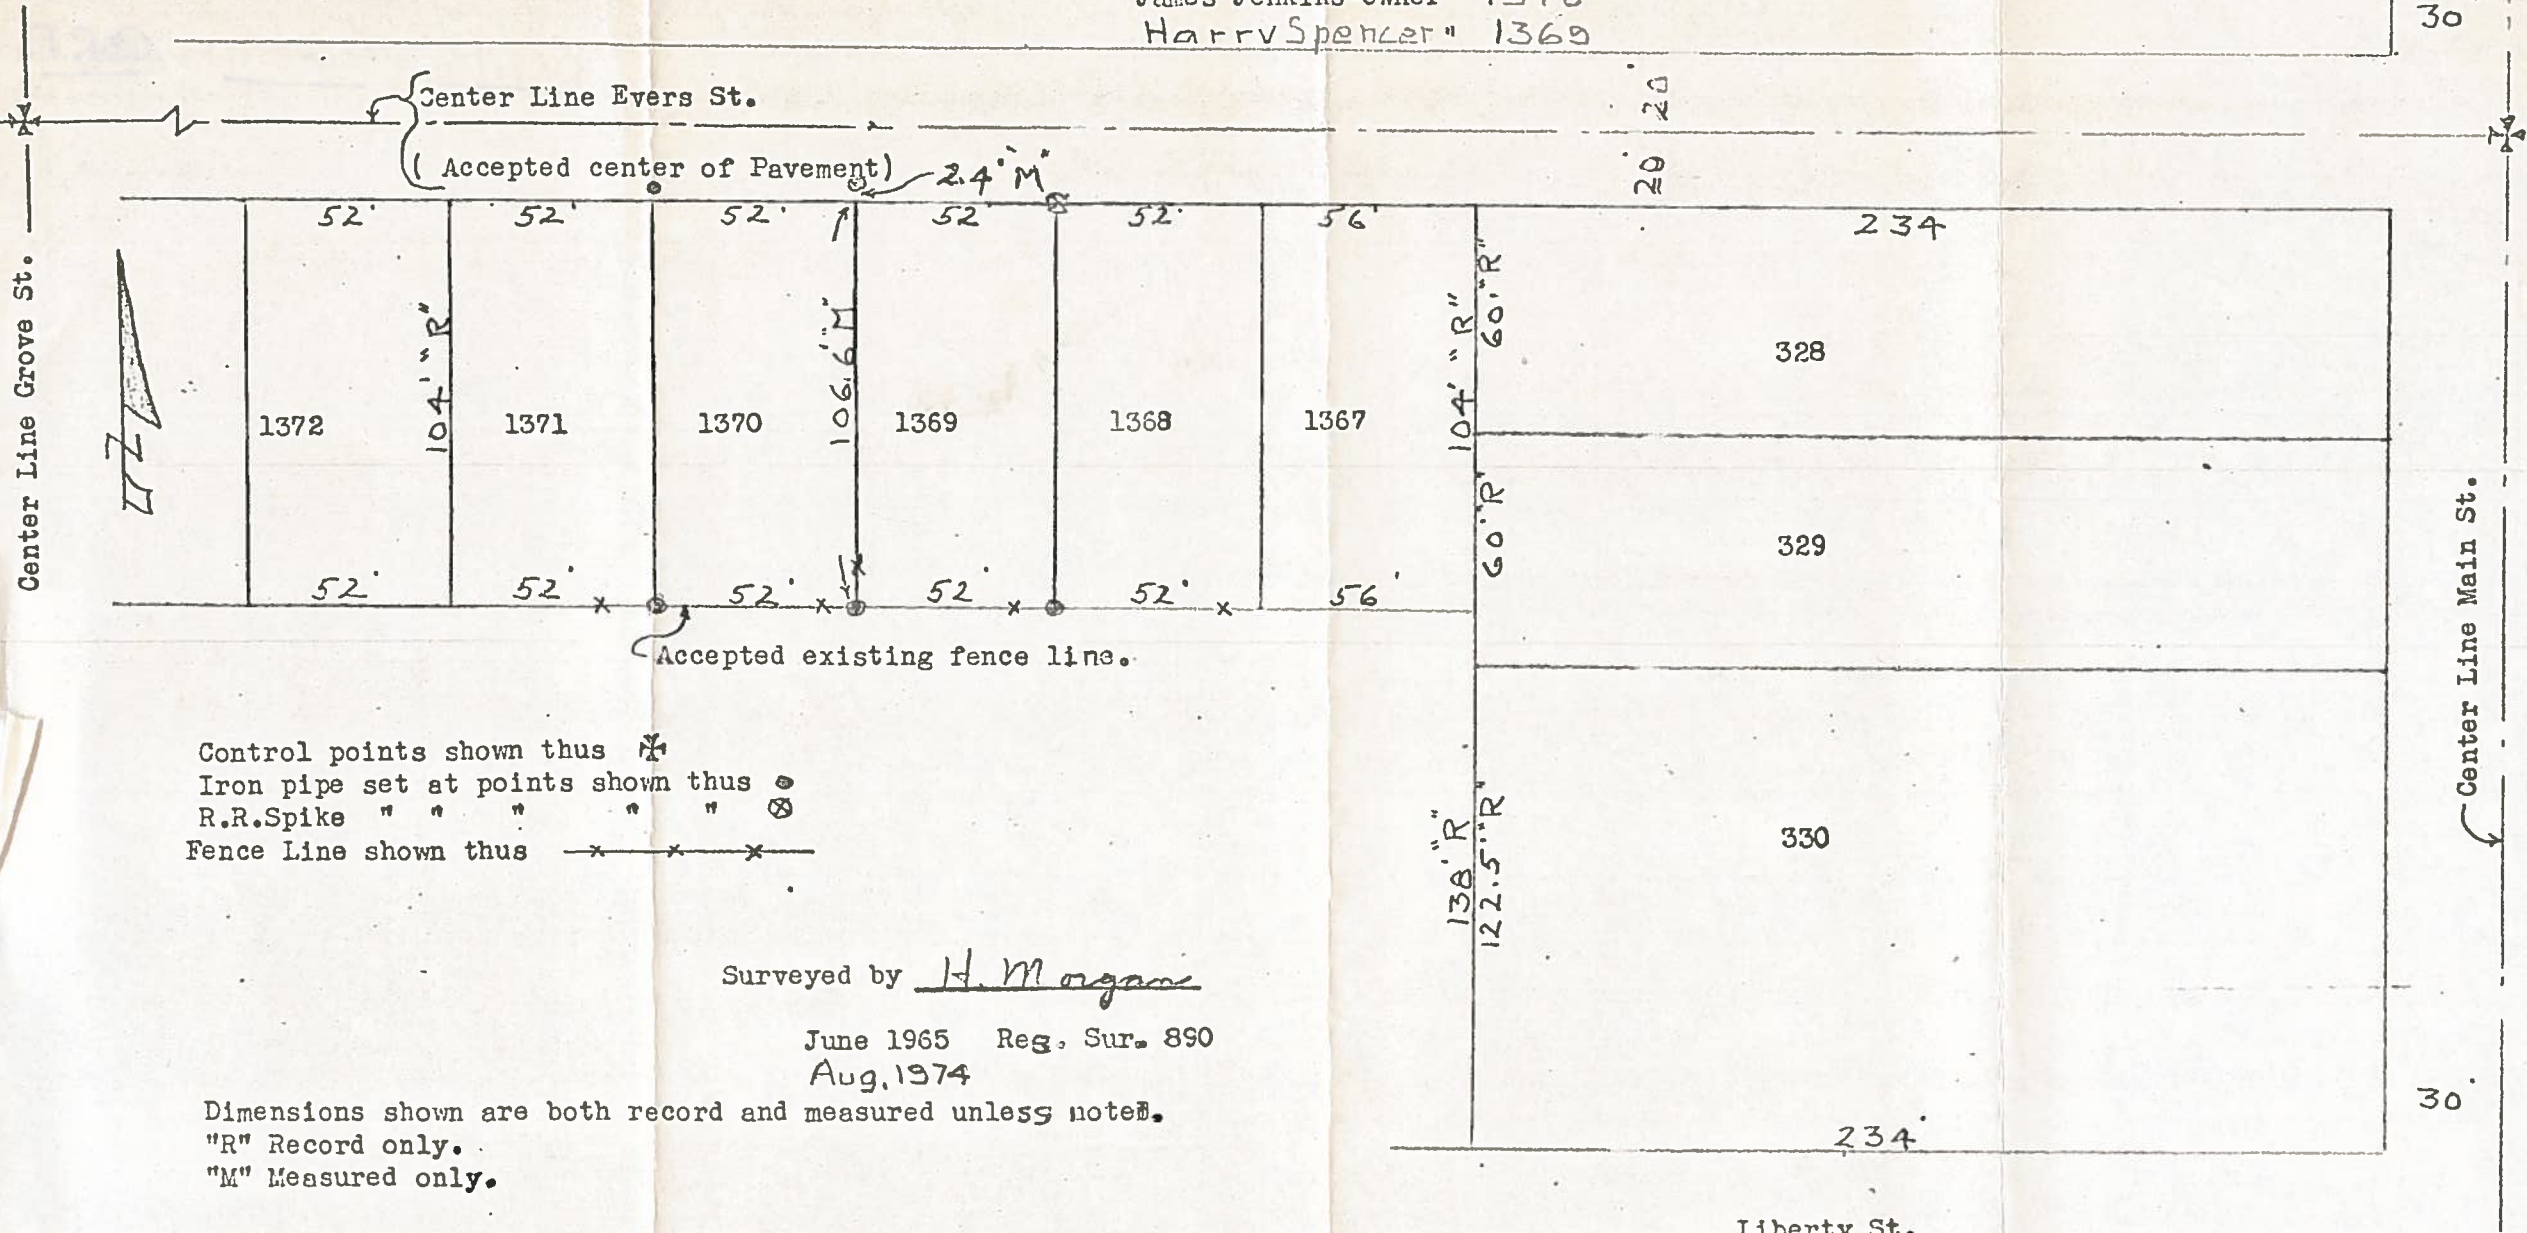 James Jenkins Owner 1370
Harry Spencer " 1369
30
Center Line Evers St.
( Accepted center of Pavement)
2.4' "M"
20' 20'
Center Line Grove St.
52' 52' 52' 52' 52' 56' 234
104' "R"
106.6' "M"
104' "R"
60' "R"
1372 1371 1370 1369 1368 1367
328
60' "R"
329
52' 52' 52' 52' 52' 56'
Accepted existing fence line.
Center Line Main St.
Control points shown thus
Iron pipe set at points shown thus
R.R.Spike " " " " "
Fence Line shown thus
138' "R"
122.5' "R"
330
Surveyed by H. Morgan
June 1965 Reg. Sur. 890
Aug, 1974
Dimensions shown are both record and measured unless noted.
"R" Record only.
"M" Measured only.
30'
234'
Liberty St.